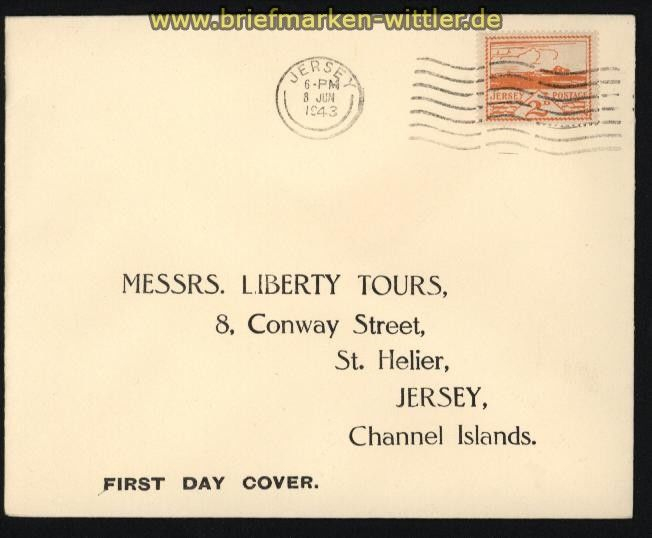 www.briefmarken-wittler.de
JERSEY
6-PM
8 JUN
1943
JERSEY POSTAGE
2D
MESSRS. LIBERTY TOURS,
8, Conway Street,
St. Helier,
JERSEY,
Channel Islands.
FIRST DAY COVER.